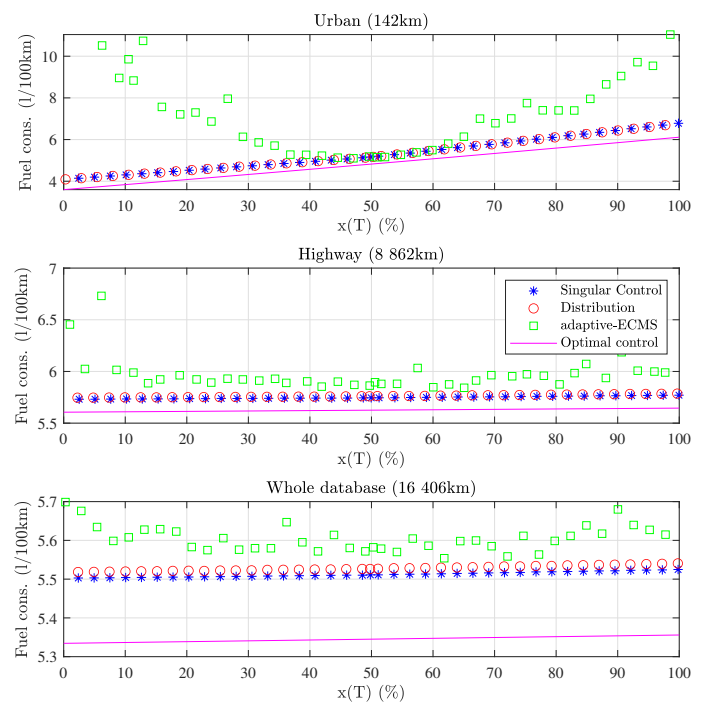 Urban (142km)
Fuel cons. (l/100km)
10
8
6
4
0 10 20 30 40 50 60 70 80 90 100
x(T) (%)
Highway (8 862km)
Fuel cons. (l/100km)
7
6.5
6
5.5
Singular Control
Distribution
adaptive-ECMS
Optimal control
0 10 20 30 40 50 60 70 80 90 100
x(T) (%)
Whole database (16 406km)
Fuel cons. (l/100km)
5.7
5.6
5.5
5.4
5.3
0 10 20 30 40 50 60 70 80 90 100
x(T) (%)